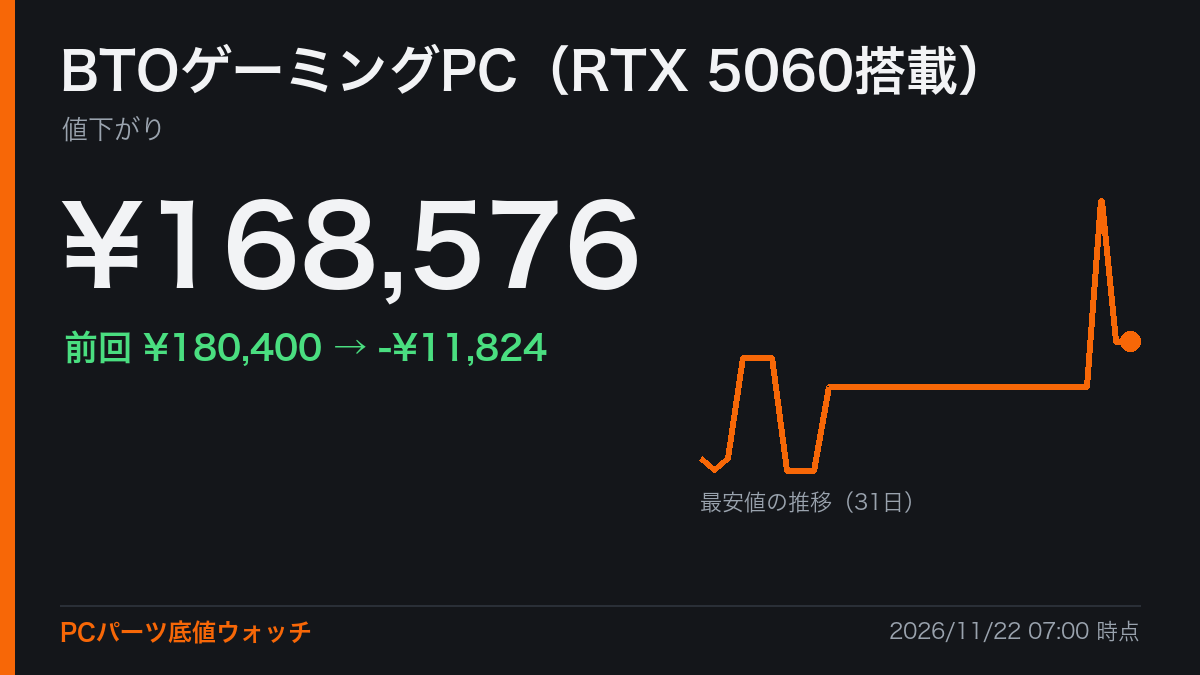 BTOゲーミングPC（RTX 5060搭載）
値下がり
¥168,576
前回 ¥180,400 → -¥11,824
最安値の推移（31日）
PCパーツ底値ウォッチ
2026/11/22 07:00 時点